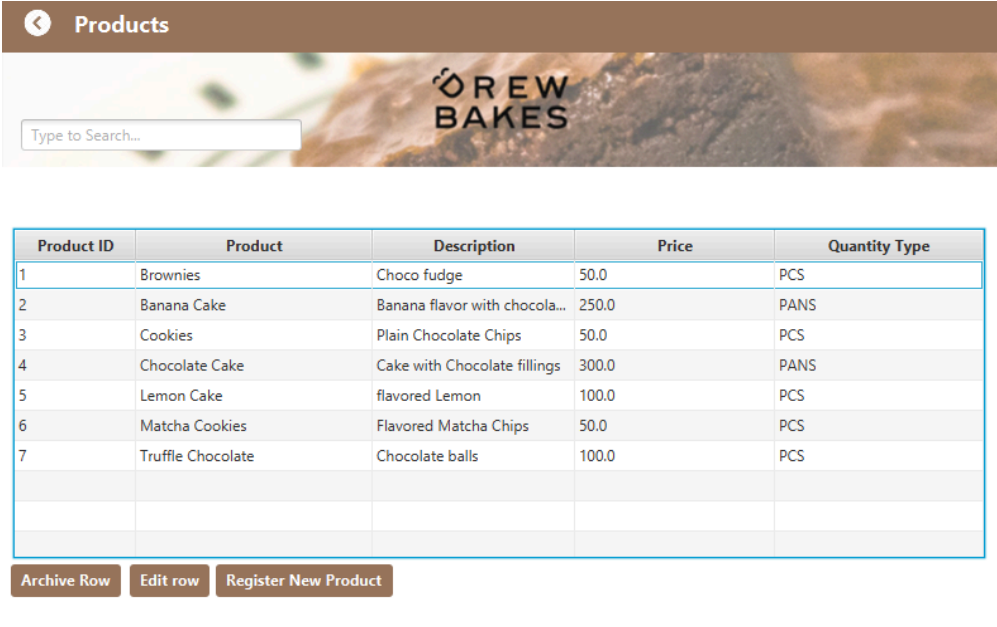 Products
OREW
BAKES
Type to Search...
Product ID Product Description Price Quantity Type
1 Brownies Choco fudge 50.0 PCS
2 Banana Cake Banana flavor with chocola... 250.0 PANS
3 Cookies Plain Chocolate Chips 50.0 PCS
4 Chocolate Cake Cake with Chocolate fillings 300.0 PANS
5 Lemon Cake flavored Lemon 100.0 PCS
6 Matcha Cookies Flavored Matcha Chips 50.0 PCS
7 Truffle Chocolate Chocolate balls 100.0 PCS
Archive Row Edit row Register New Product